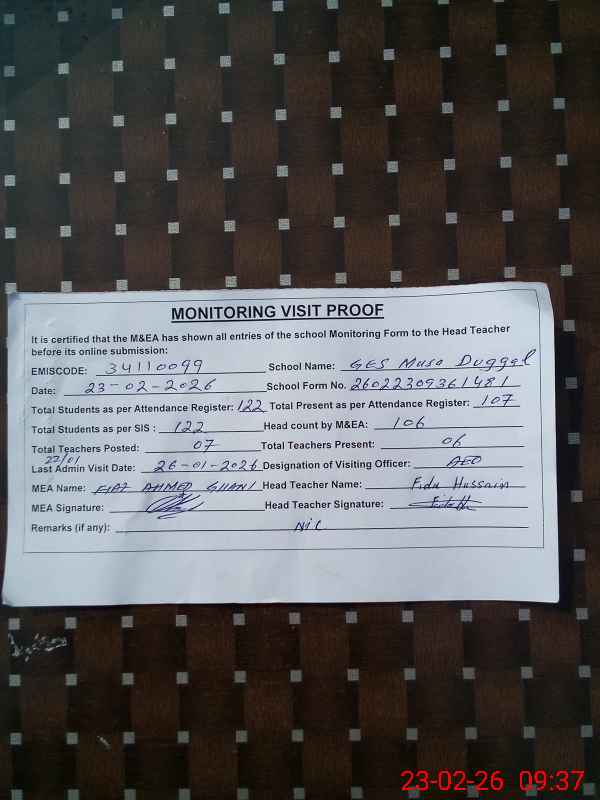 MONITORING VISIT PROOF
It is certified that the M&EA has shown all entries of the school Monitoring Form to the Head Teacher
before its online submission:
EMISCODE: 34110099 School Name: GES Musa Duggal
Date: 23-02-2026 School Form No. 26022309361481
Total Students as per Attendance Register: 122 Total Present as per Attendance Register: 107
Total Students as per SIS : 122 Head count by M&EA: 106
Total Teachers Posted: 07 Total Teachers Present: 06
22/01
Last Admin Visit Date: 26-01-2026 Designation of Visiting Officer: AEO
MEA Name: AHMED GHANI Head Teacher Name: Fida Hussain
MEA Signature: Head Teacher Signature:
Remarks (if any): Nil
23-02-26 09:37